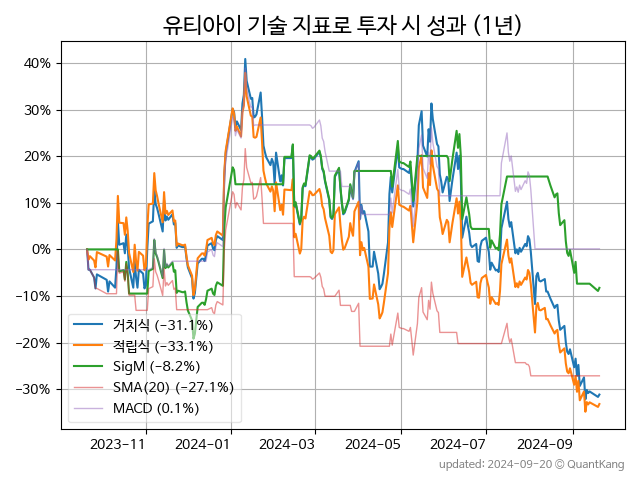 유티아이 기술 지표로 투자 시 성과 (1년)
40%
30%
20%
10%
0%
−10%
−20%
−30%
거치식 (−31.1%)
적립식 (−33.1%)
SigM (−8.2%)
SMA(20) (−27.1%)
MACD (0.1%)
2023−11
2024−01
2024−03
2024−05
2024−07
2024−09
updated: 2024-09-20 ⓒ QuantKang